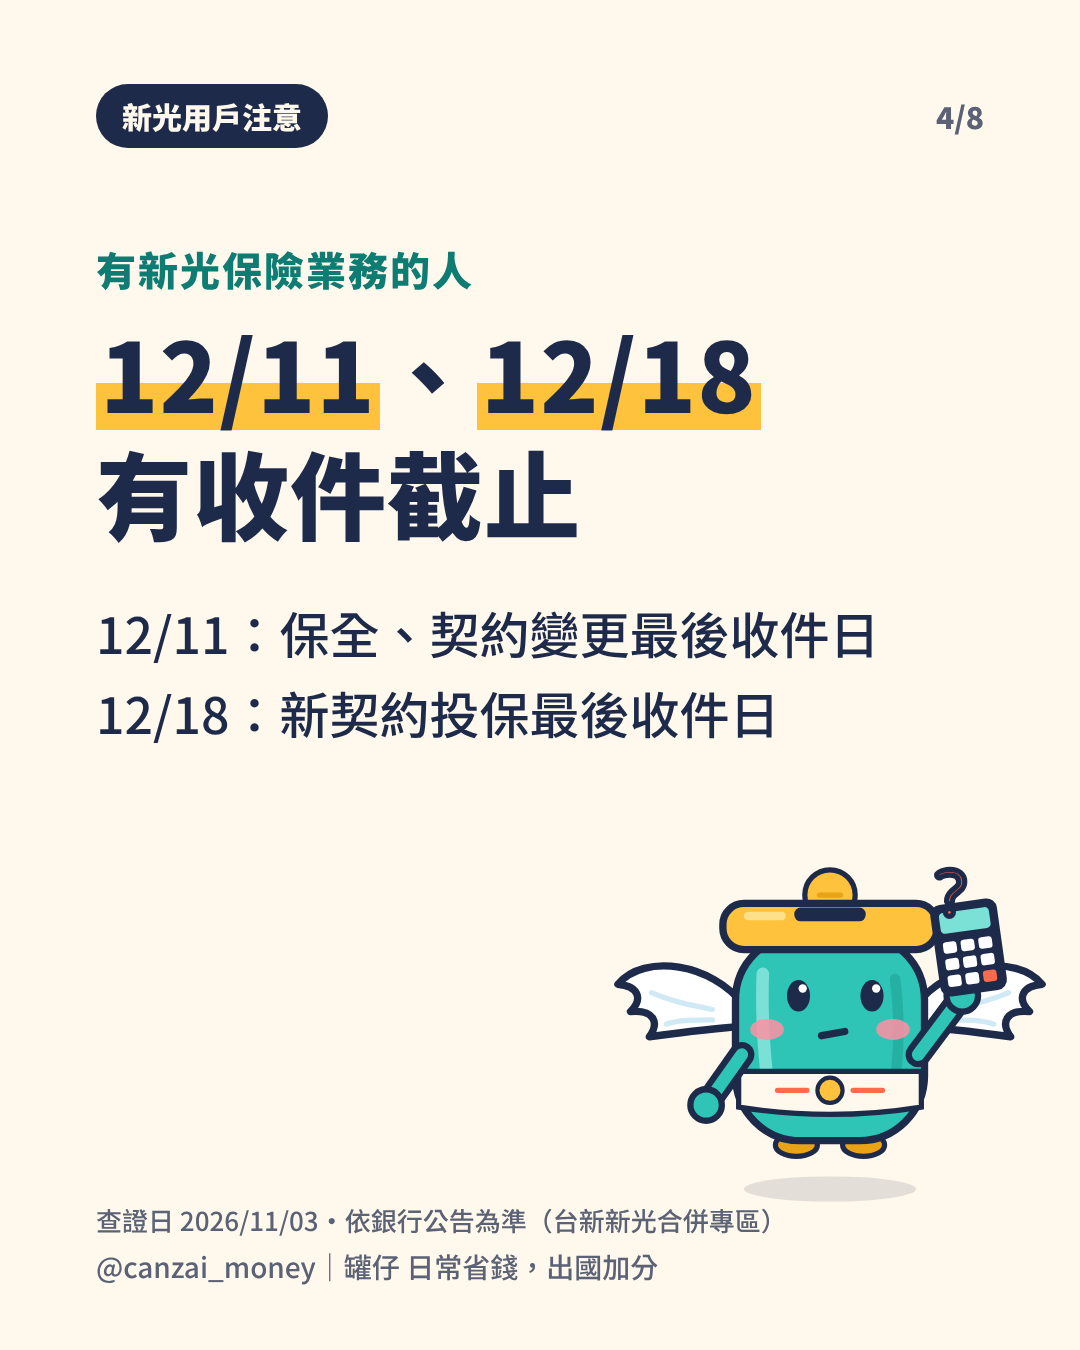 新光用戶注意
4/8
有新光保險業務的人
12/11、12/18
有收件截止
12/11：保全、契約變更最後收件日
12/18：新契約投保最後收件日
查證日 2026/11/03・依銀行公告為準（台新新光合併專區）
@canzai_money｜罐仔 日常省錢，出國加分